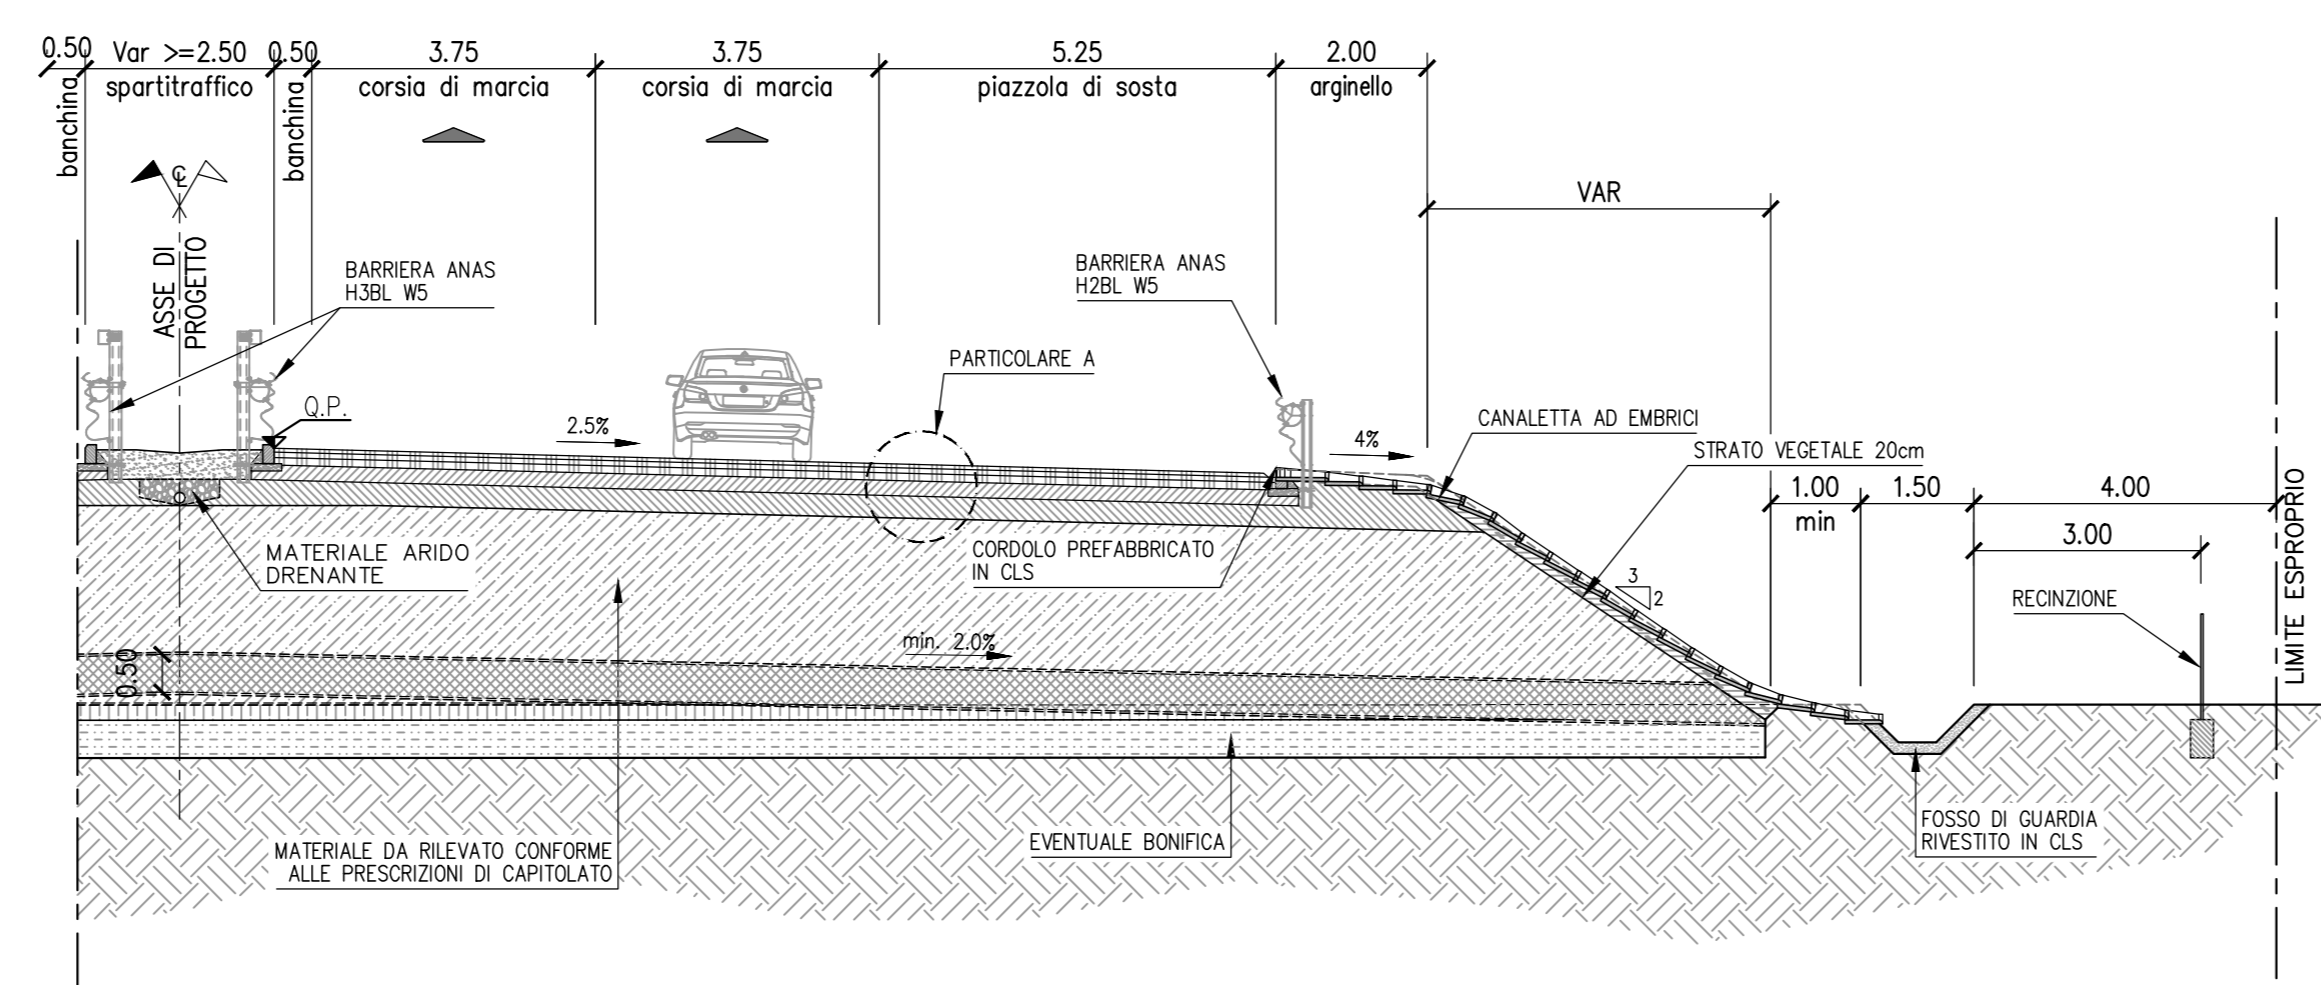 0.50 Var >=2.50 0.50 3.75 3.75 5.25 2.00
banchina spartitraffico banchina corsia di marcia corsia di marcia piazzola di sosta arginello
℄
ASSE DI
PROGETTO
VAR
BARRIERA ANAS
H3BL W5
BARRIERA ANAS
H2BL W5
PARTICOLARE A
Q.P.
2.5%
4%
CANALETTA AD EMBRICI
STRATO VEGETALE 20cm
1.00 1.50 4.00
min
3.00
LIMITE ESPROPRIO
MATERIALE ARIDO
DRENANTE
CORDOLO PREFABBRICATO
IN CLS
3
2
RECINZIONE
min. 2.0%
0.50
MATERIALE DA RILEVATO CONFORME
ALLE PRESCRIZIONI DI CAPITOLATO
EVENTUALE BONIFICA
FOSSO DI GUARDIA
RIVESTITO IN CLS